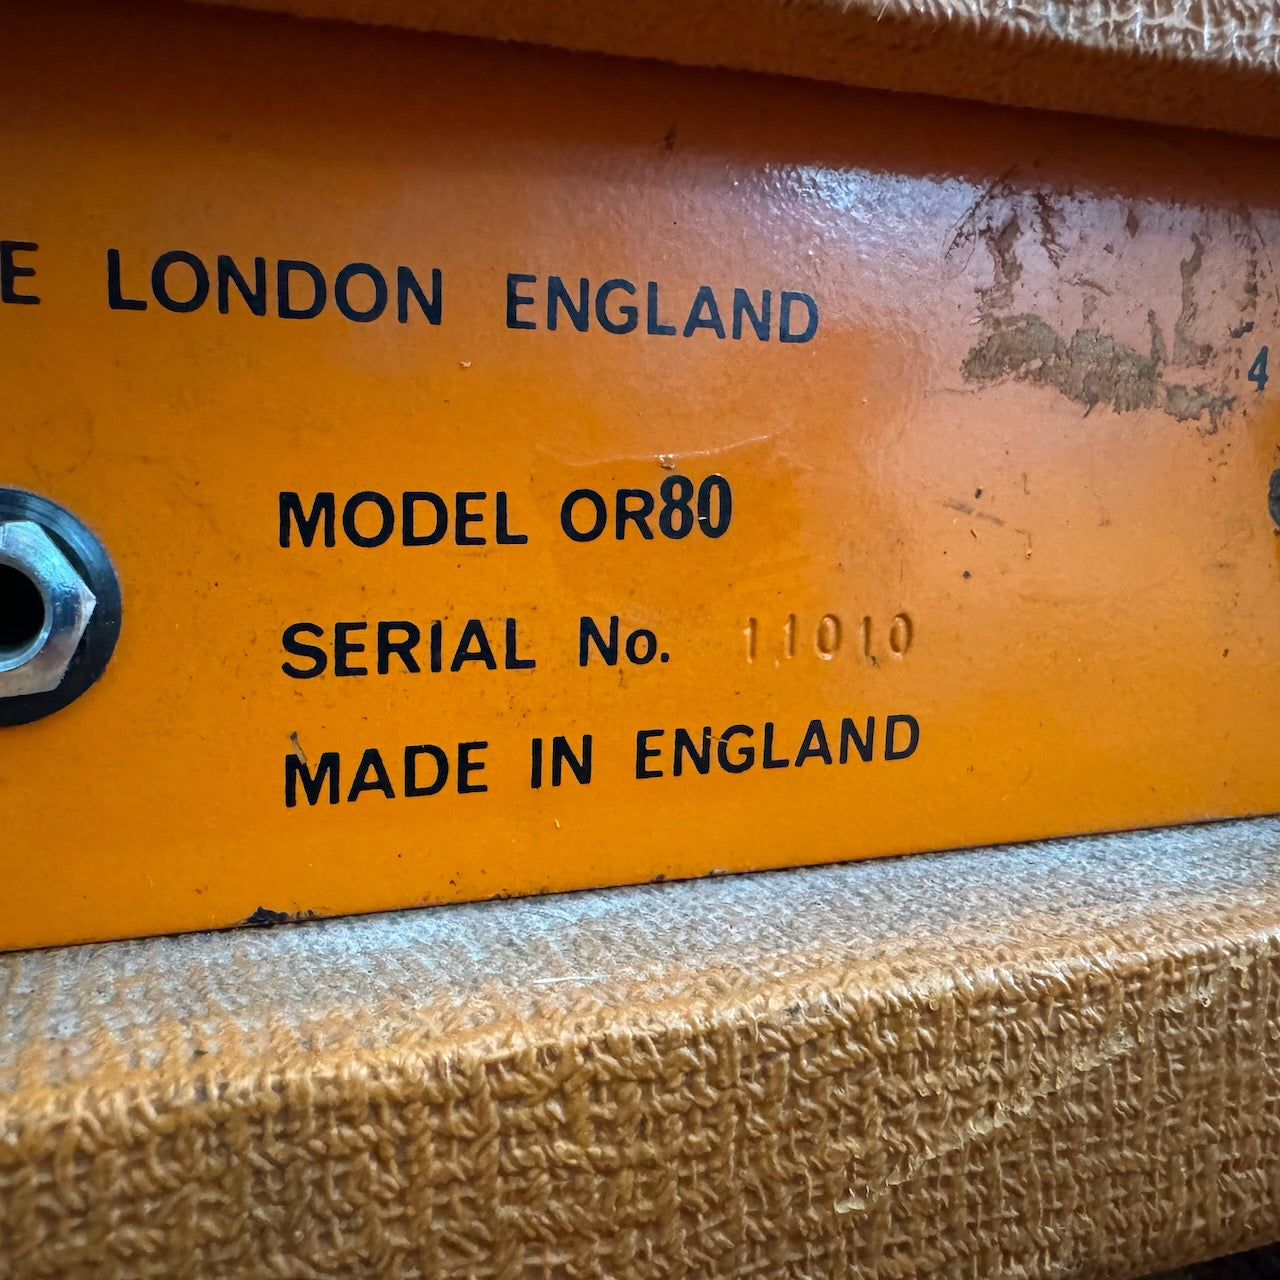 E LONDON ENGLAND
4
MODEL OR80
SERIAL No. 11010
MADE IN ENGLAND